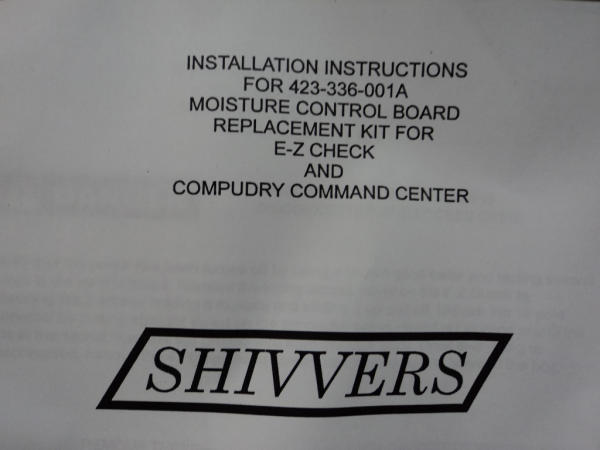 INSTALLATION INSTRUCTIONS
FOR 423-336-001A
MOISTURE CONTROL BOARD
REPLACEMENT KIT FOR
E-Z CHECK
AND
COMPUDRY COMMAND CENTER
SHIVVERS